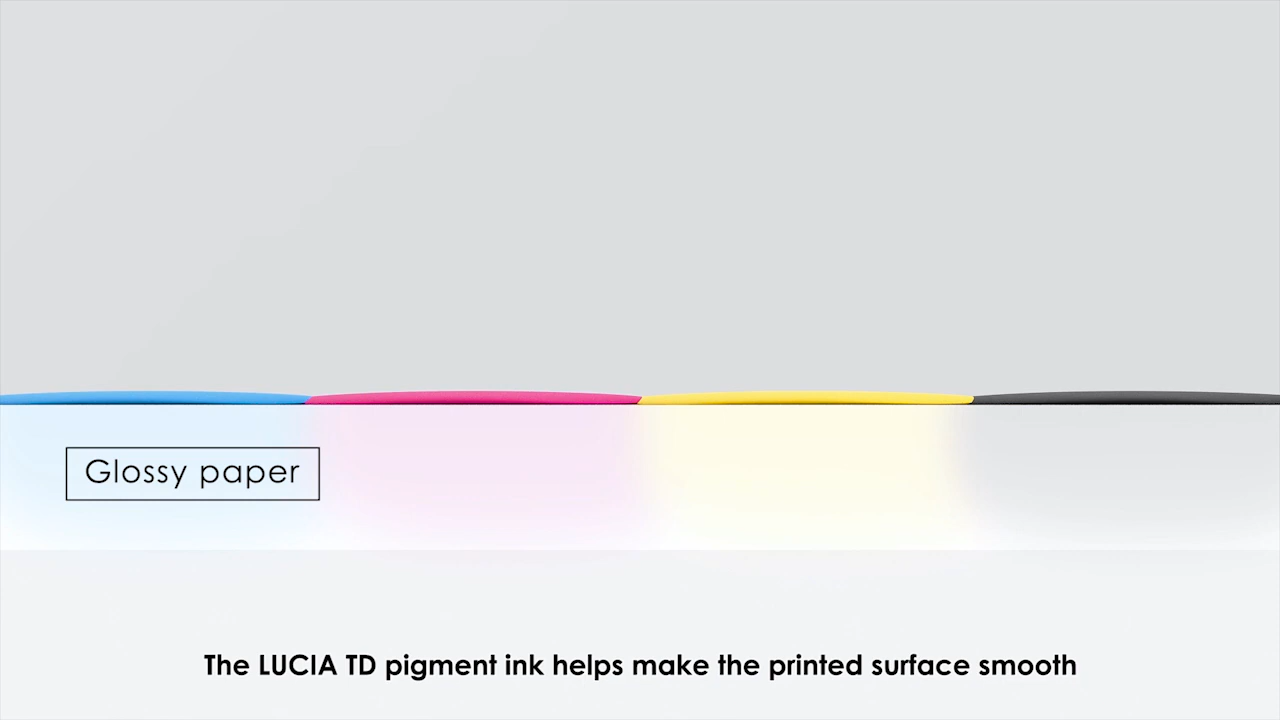 Glossy paper
The LUCIA TD pigment ink helps make the printed surface smooth